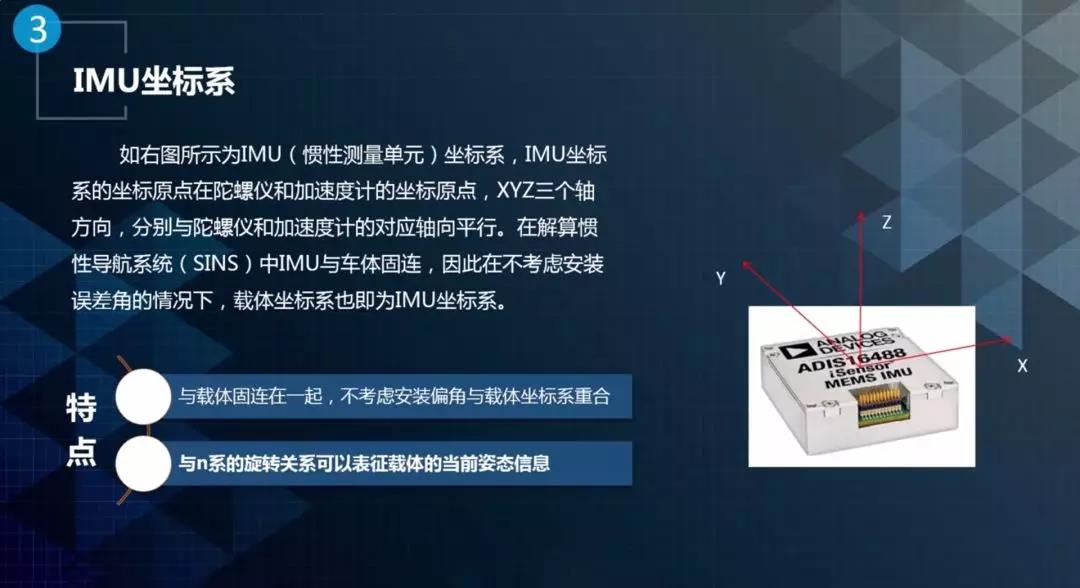 3
IMU坐标系
如右图所示为IMU（惯性测量单元）坐标系，IMU坐标
系的坐标原点在陀螺仪和加速度计的坐标原点，XYZ三个轴
方向，分别与陀螺仪和加速度计的对应轴向平行。在解算惯
性导航系统（SINS）中IMU与车体固连，因此在不考虑安装
误差角的情况下，载体坐标系也即为IMU坐标系。
特
点
与载体固连在一起，不考虑安装偏角与载体坐标系重合
与n系的旋转关系可以表征载体的当前姿态信息
Z
Y
X
ANALOG
DEVICES
ADIS16488
iSensor
MEMS IMU